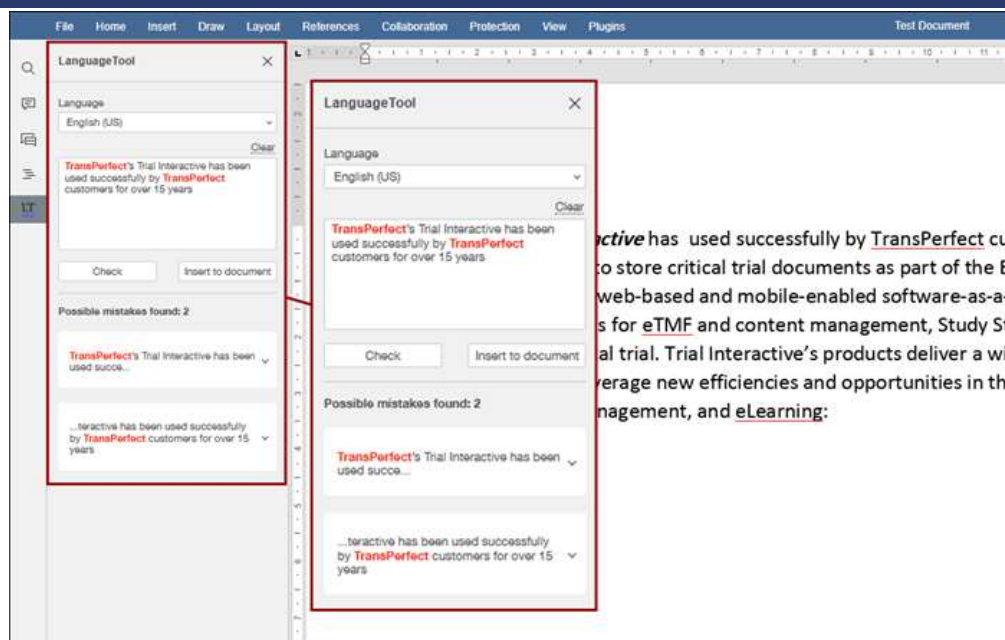 File Home Insert Draw Layout References Collaboration Protection View Plugins Test Document
LanguageTool
Language
English (US)
Clear
TransPerfect's Trial Interactive has been
used successfully by TransPerfect
customers for over 15 years
Check Insert to document
Possible mistakes found: 2
TransPerfect's Trial Interactive has been
used succe...
...teractive has been used successfully
by TransPerfect customers for over 15
years
LanguageTool
Language
English (US)
Clear
TransPerfect's Trial Interactive has been
used successfully by TransPerfect
customers for over 15 years
Check Insert to document
Possible mistakes found: 2
TransPerfect's Trial Interactive has been
used succe...
...teractive has been used successfully
by TransPerfect customers for over 15
years
active has used successfully by TransPerfect cu
to store critical trial documents as part of the
web-based and mobile-enabled software-as-a-
s for eTMF and content management, Study S
al trial. Trial Interactive's products deliver a wi
verage new efficiencies and opportunities in th
nagement, and eLearning: